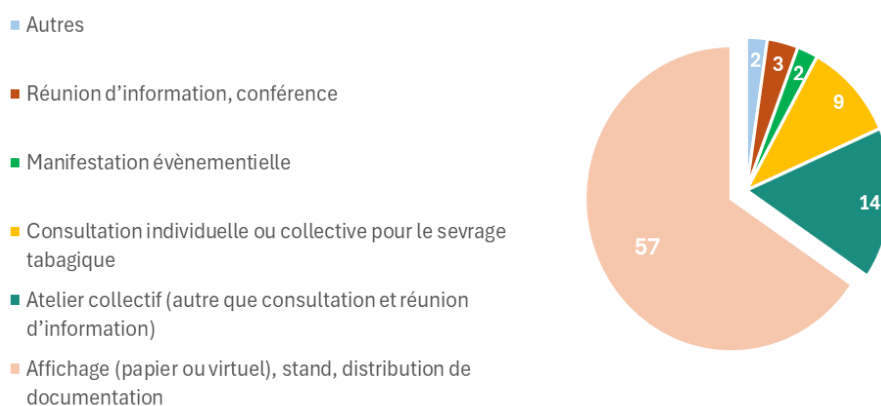 Autres
Réunion d’information, conférence
Manifestation évènementielle
Consultation individuelle ou collective pour le sevrage
tabagique
Atelier collectif (autre que consultation et réunion
d’information)
Affichage (papier ou virtuel), stand, distribution de
documentation
2
3
2
9
14
57